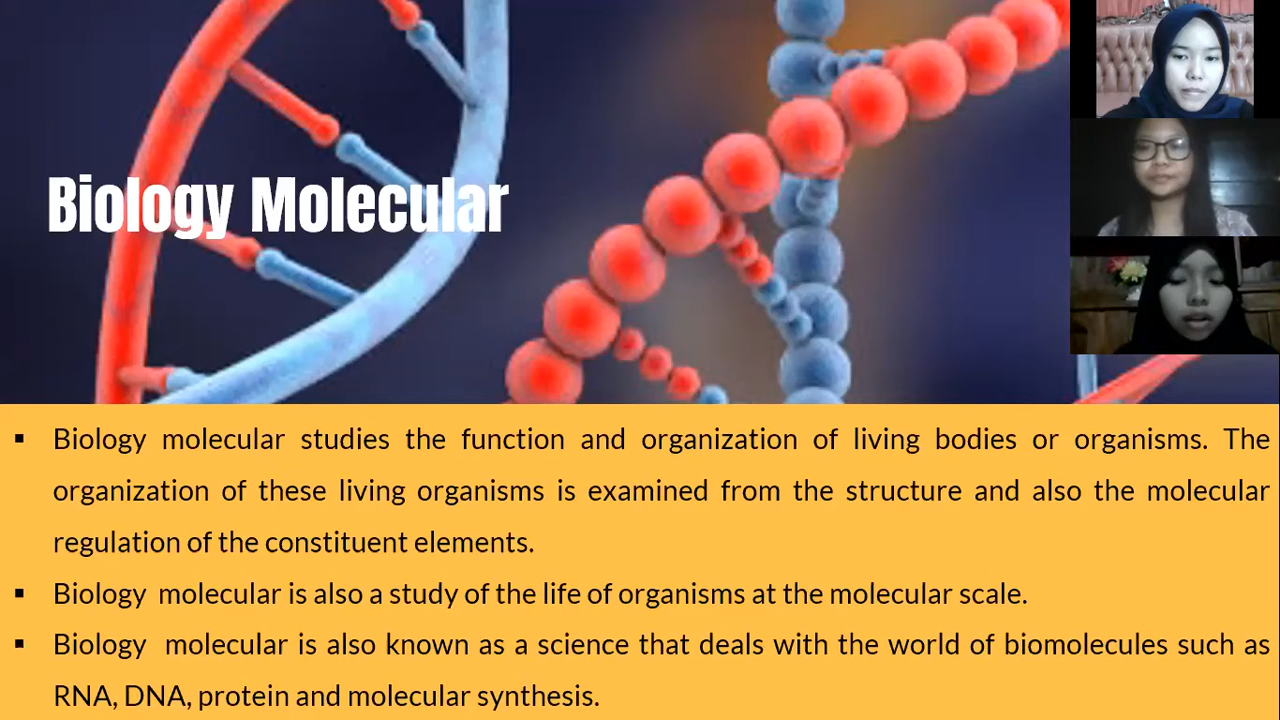 Biology Molecular
▪ Biology molecular studies the function and organization of living bodies or organisms. The
organization of these living organisms is examined from the structure and also the molecular
regulation of the constituent elements.
▪ Biology molecular is also a study of the life of organisms at the molecular scale.
▪ Biology molecular is also known as a science that deals with the world of biomolecules such as
RNA, DNA, protein and molecular synthesis.